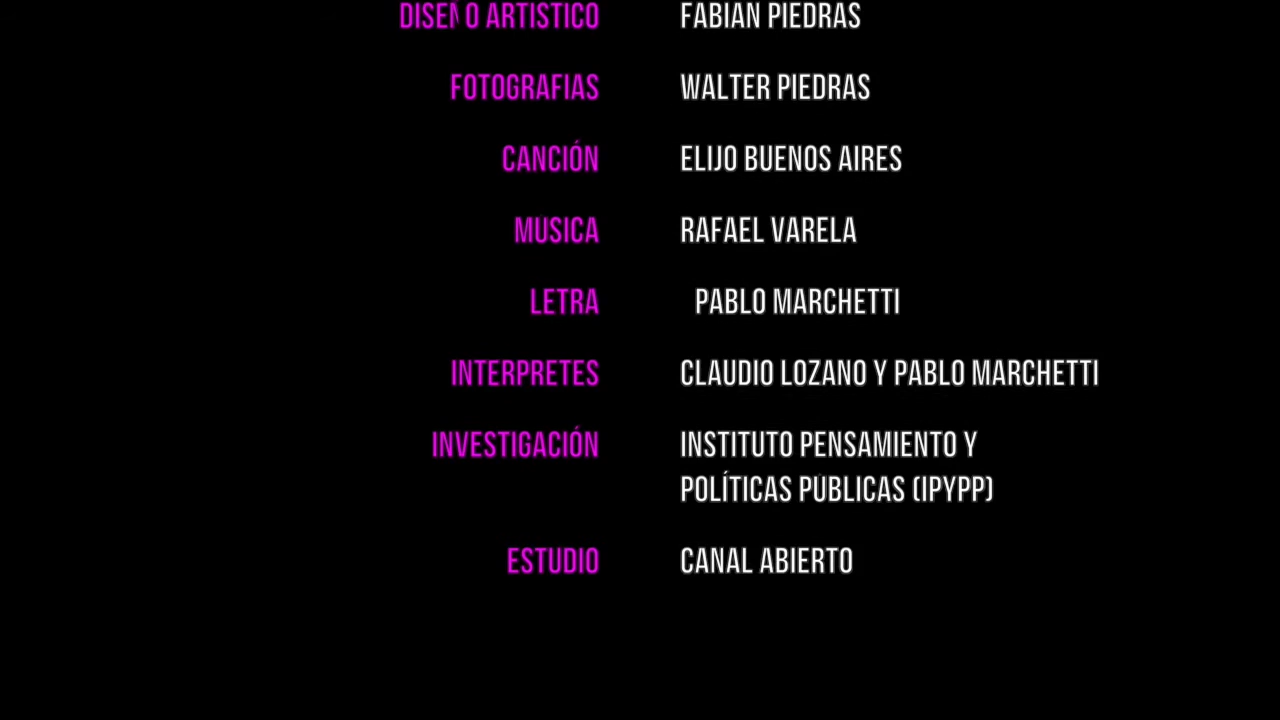 DISEÑO ARTISTICO FABIAN PIEDRAS
FOTOGRAFIAS WALTER PIEDRAS
CANCIÓN ELIJO BUENOS AIRES
MUSICA RAFAEL VARELA
LETRA PABLO MARCHETTI
INTERPRETES CLAUDIO LOZANO Y PABLO MARCHETTI
INVESTIGACIÓN INSTITUTO PENSAMIENTO Y
POLÍTICAS PÚBLICAS (IPYPP)
ESTUDIO CANAL ABIERTO